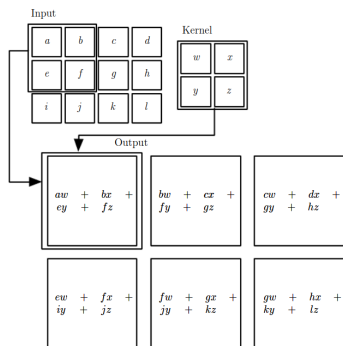 Input
Kernel
a b c d
w x
e f g h
y z
i j k l
Output
aw + bx + bw + cx + cw + dx +
ey + fz fy + gz gy + hz
ew + fx + fw + gx + gw + hx +
iy + jz jy + kz ky + lz